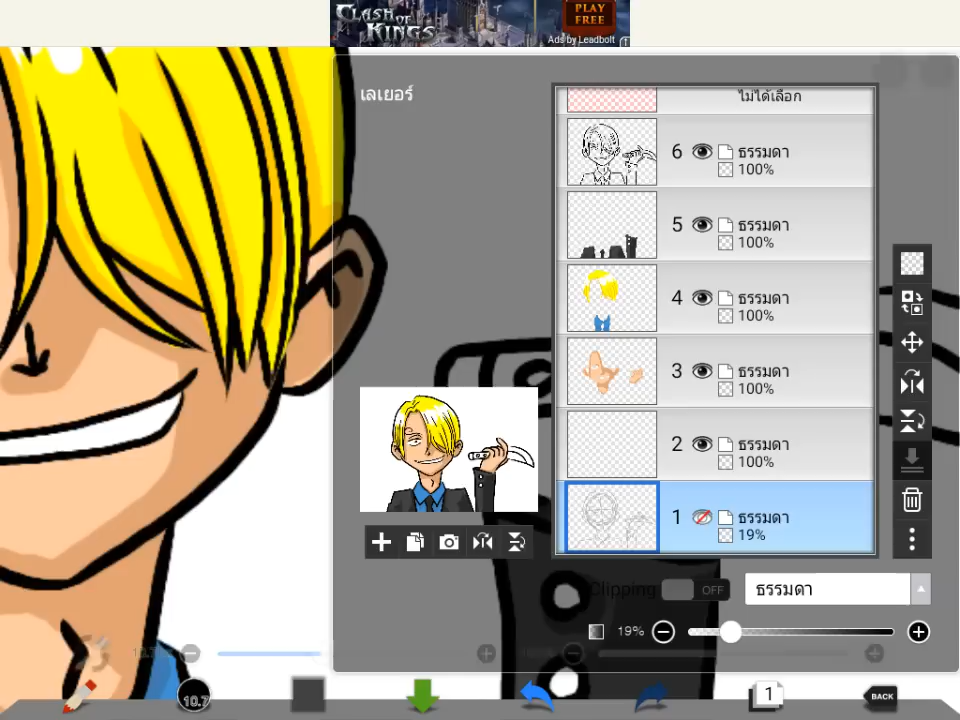 CLASH OF KINGS
PLAY FREE
Ads by Leadbolt
เลเยอร์
ไม่ได้เลือก
6 ธรรมดา
100%
5 ธรรมดา
100%
4 ธรรมดา
100%
3 ธรรมดา
100%
2 ธรรมดา
100%
1 ธรรมดา
19%
Clipping OFF ธรรมดา
19%
10.7
1
BACK